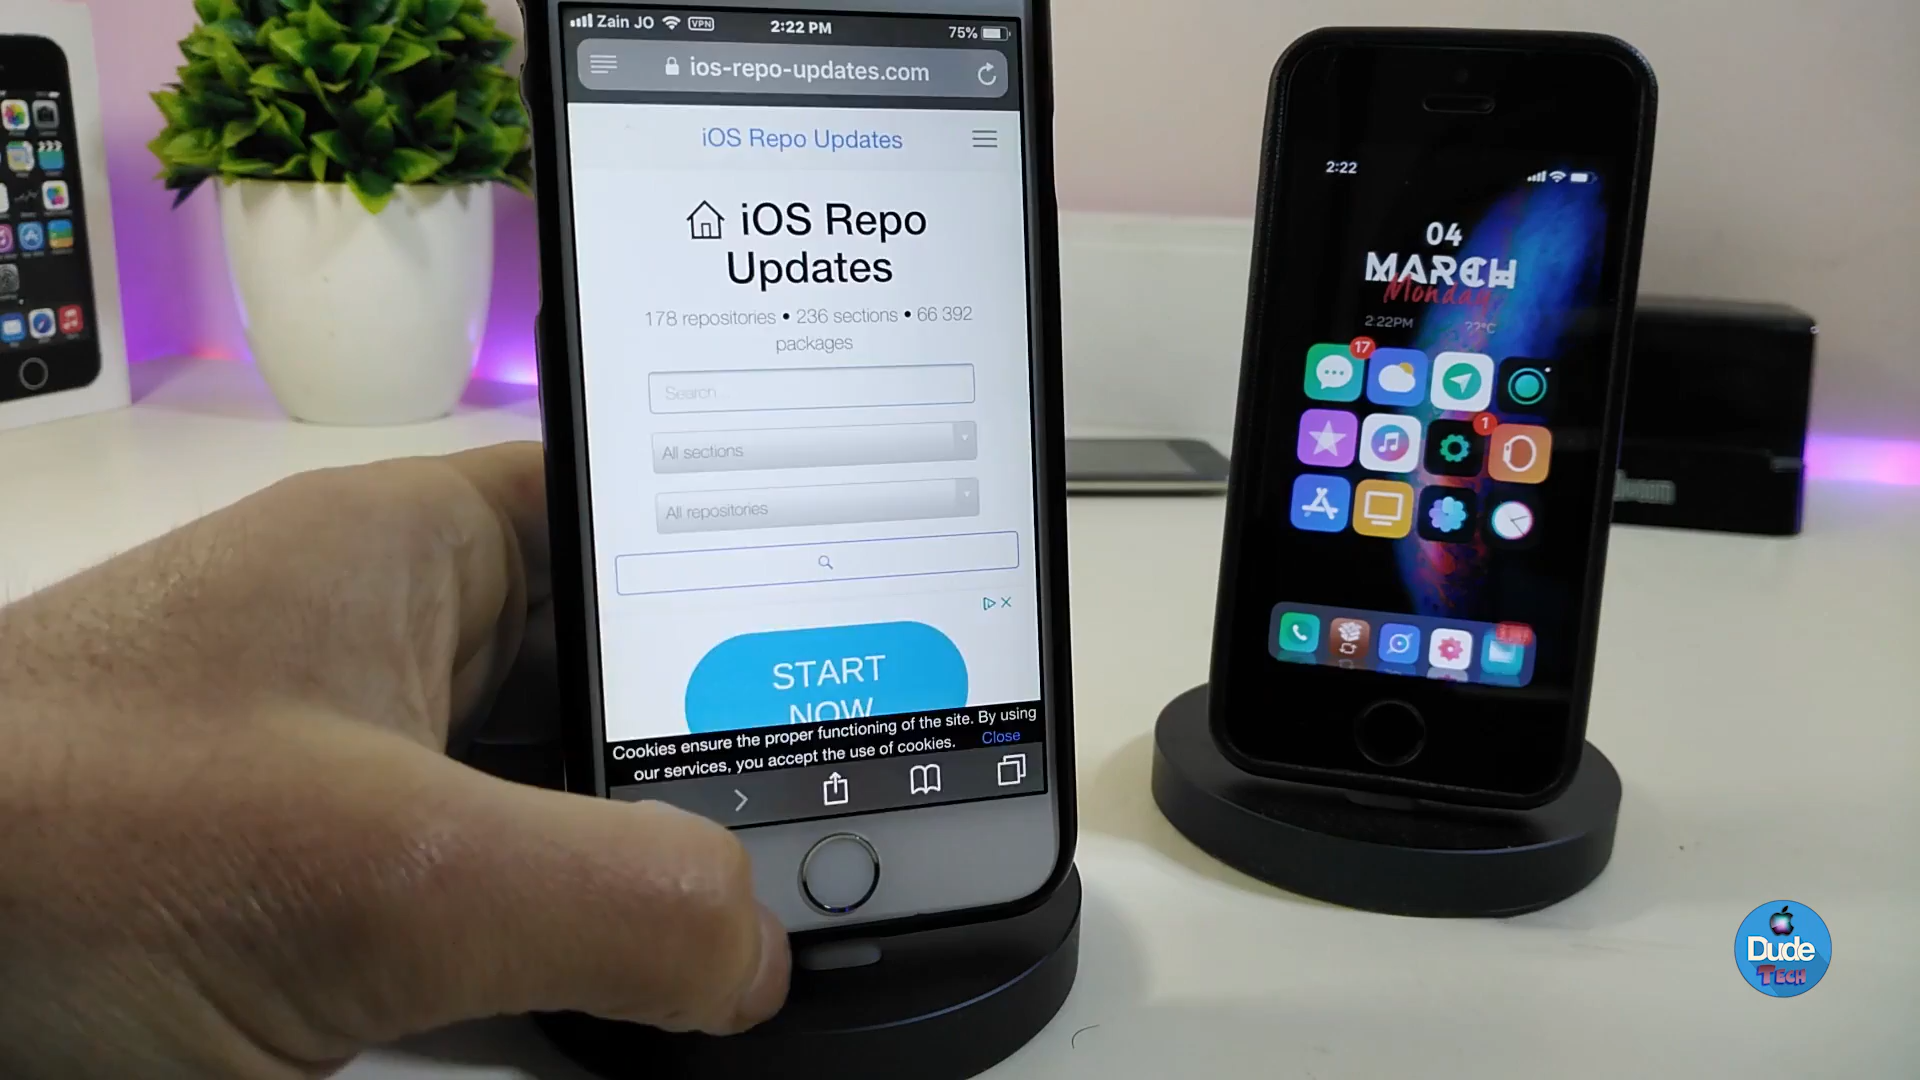 Zain JO
VPN
2:22 PM
75%
ios-repo-updates.com
iOS Repo Updates
iOS Repo
Updates
178 repositories • 236 sections • 66 392
packages
Search...
All sections
All repositories
START
NOW
Cookies ensure the proper functioning of the site. By using
our services, you accept the use of cookies.
Close
2:22
04
MARCH
Monday
2:22PM
22°C
17
1
Dude
TECH